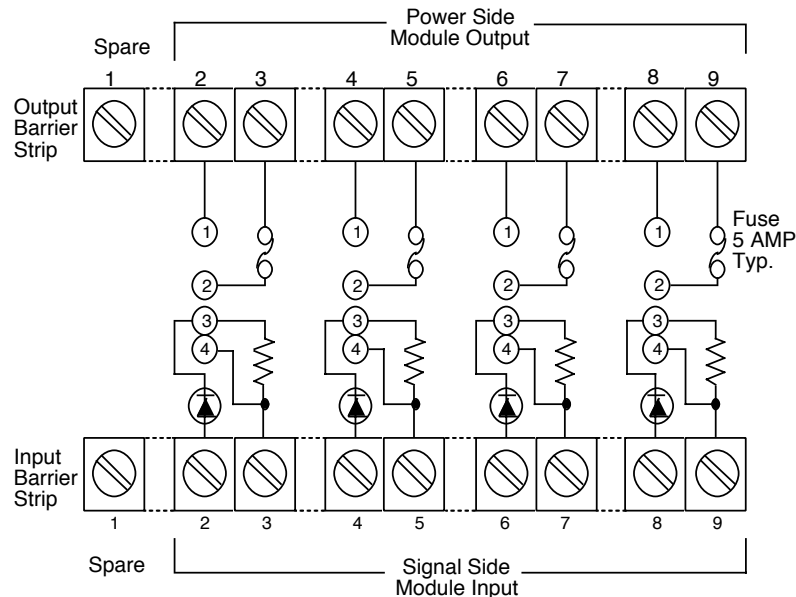 Power Side
Module Output
Spare
1 2 3 4 5 6 7 8 9
Output
Barrier
Strip
1 1 1 1
Fuse
5 AMP
Typ.
2 2 2 2
3 3 3 3
4 4 4 4
Input
Barrier
Strip
1 2 3 4 5 6 7 8 9
Spare
Signal Side
Module Input